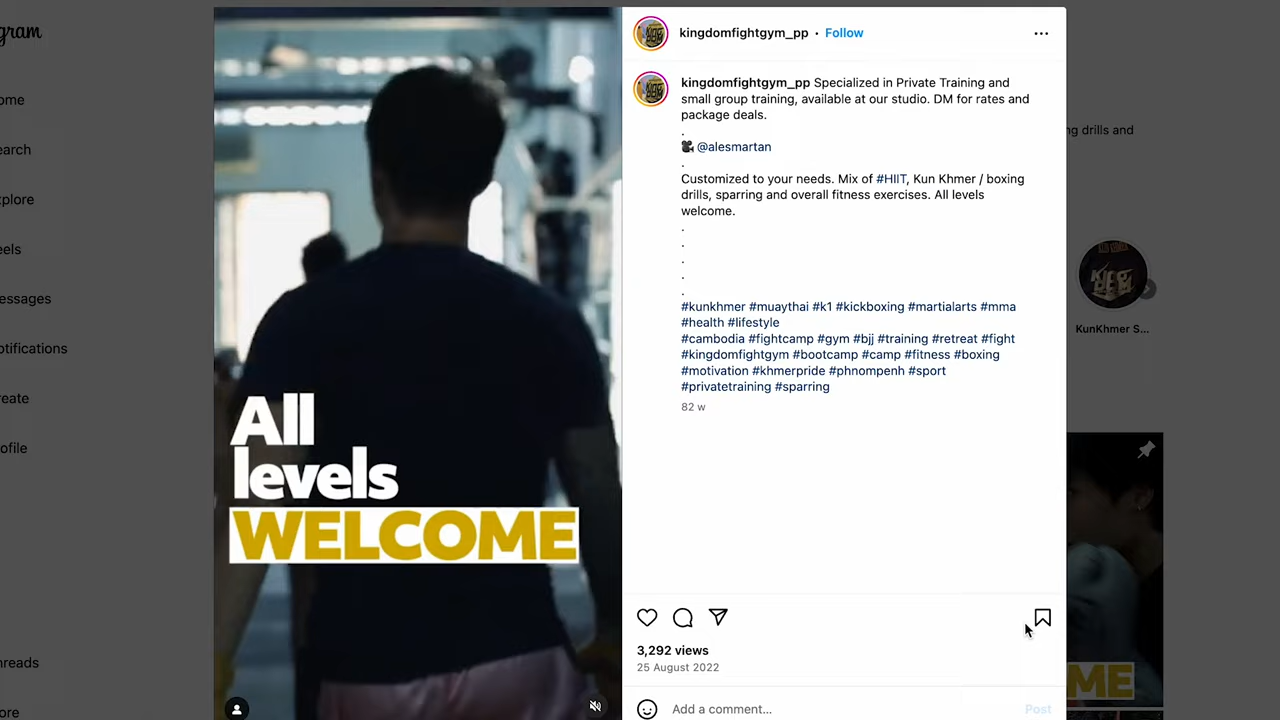 gram
ome
earch
xplore
eels
essages
otifications
reate
ofile
hreads
ore
All
levels
WELCOME
kingdomfightgym_pp · Follow
kingdomfightgym_pp Specialized in Private Training and
small group training, available at our studio. DM for rates and
package deals.
.
@alesmartan
.
Customized to your needs. Mix of #HIIT, Kun Khmer / boxing
drills, sparring and overall fitness exercises. All levels
welcome.
.
.
.
.
.
#kunkhmer #muaythai #k1 #kickboxing #martialarts #mma
#health #lifestyle
#cambodia #fightcamp #gym #bjj #training #retreat #fight
#kingdomfightgym #bootcamp #camp #fitness #boxing
#motivation #khmerpride #phnompenh #sport
#privatetraining #sparring
82 w
3,292 views
25 August 2022
Add a comment...
Post
ng drills and
KunKhmer S...
ME